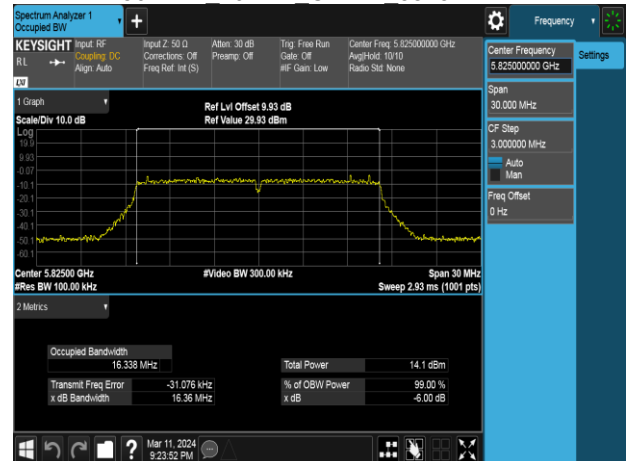 Spectrum Analyzer 1
Occupied BW
Frequency
KEYSIGHT
RL
LXI
Input: RF
Coupling: DC
Align: Auto
Input Z: 50 Ω
Corrections: Off
Freq Ref: Int (S)
Atten: 30 dB
Preamp: Off
Trig: Free Run
Gate: Off
#IF Gain: Low
Center Freq: 5.825000000 GHz
Avg|Hold: 10/10
Radio Std: None
Center Frequency
5.825000000 GHz
Settings
Span
30.000 MHz
CF Step
3.000000 MHz
Auto
Man
Freq Offset
0 Hz
1 Graph
Scale/Div 10.0 dB
Ref Lvl Offset 9.93 dB
Ref Value 29.93 dBm
Log
19.9
9.93
-0.07
-10.1
-20.1
-30.1
-40.1
-50.1
-60.1
Center 5.82500 GHz
#Video BW 300.00 kHz
Span 30 MHz
#Res BW 100.00 kHz
Sweep 2.93 ms (1001 pts)
2 Metrics
Occupied Bandwidth
16.338 MHz
Total Power 14.1 dBm
Transmit Freq Error -31.076 kHz
% of OBW Power 99.00 %
x dB Bandwidth 16.36 MHz
x dB -6.00 dB
?
Mar 11, 2024
9:23:52 PM